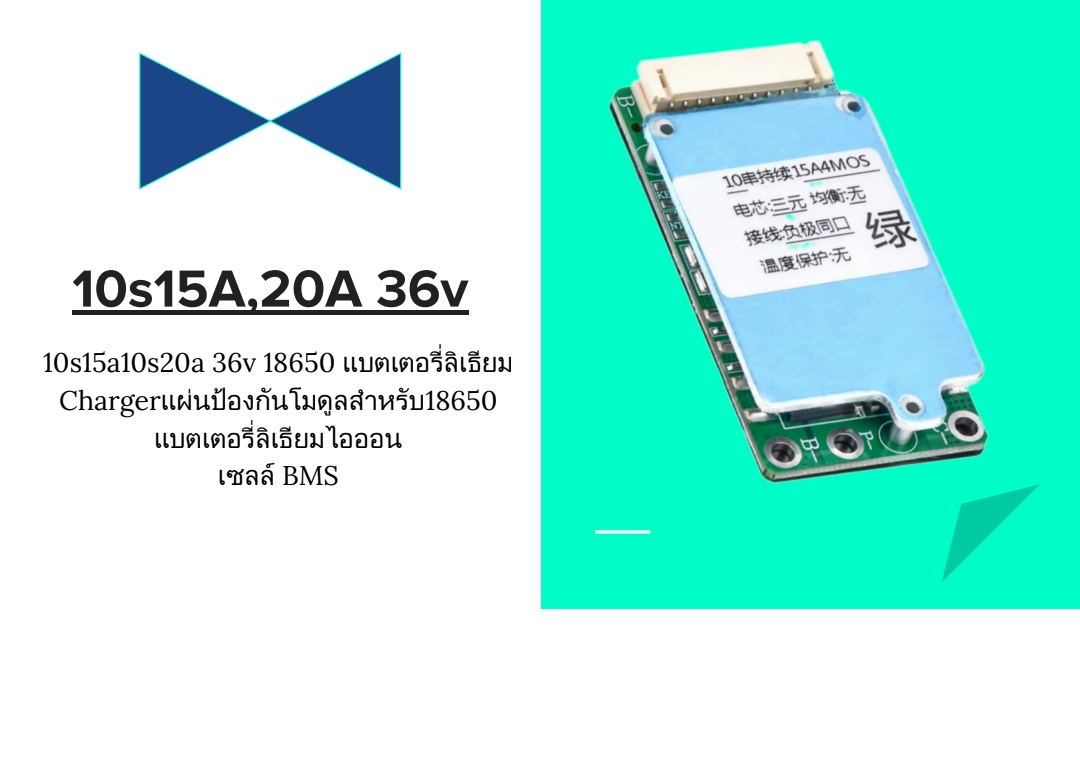 10s15A,20A 36v
10s15a10s20a 36v 18650 แบตเตอรี่ลิเธียม
Chargerแผ่นป้องกันโมดูลสำหรับ18650
แบตเตอรี่ลิเธียมไอออน
เซลล์ BMS
B-
10串持续15A4MOS
电芯:三元 均衡:无
接线:负极同口
温度保护:无
绿
B-
P-
C-